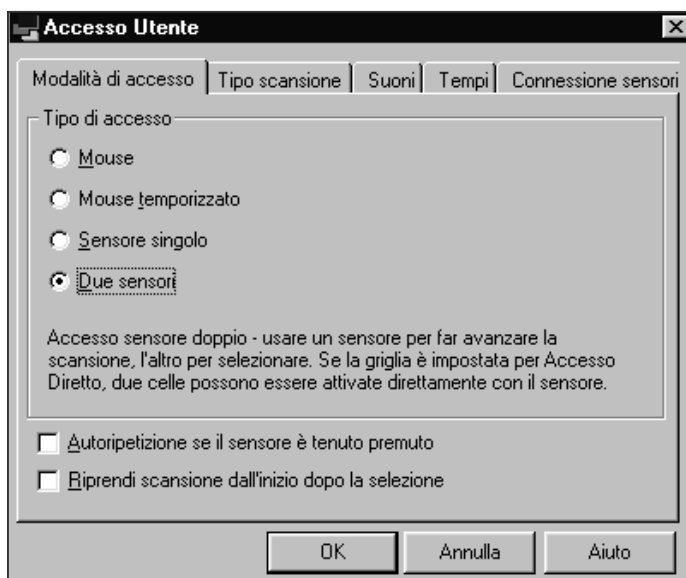 Accesso Utente
Modalità di accesso
Tipo scansione
Suoni
Tempi
Connessione sensori
Tipo di accesso
Mouse
Mouse temporizzato
Sensore singolo
Due sensori
Accesso sensore doppio - usare un sensore per far avanzare la
scansione, l'altro per selezionare. Se la griglia è impostata per Accesso
Diretto, due celle possono essere attivate direttamente con il sensore.
Autoripetizione se il sensore è tenuto premuto
Riprendi scansione dall'inizio dopo la selezione
OK
Annulla
Aiuto